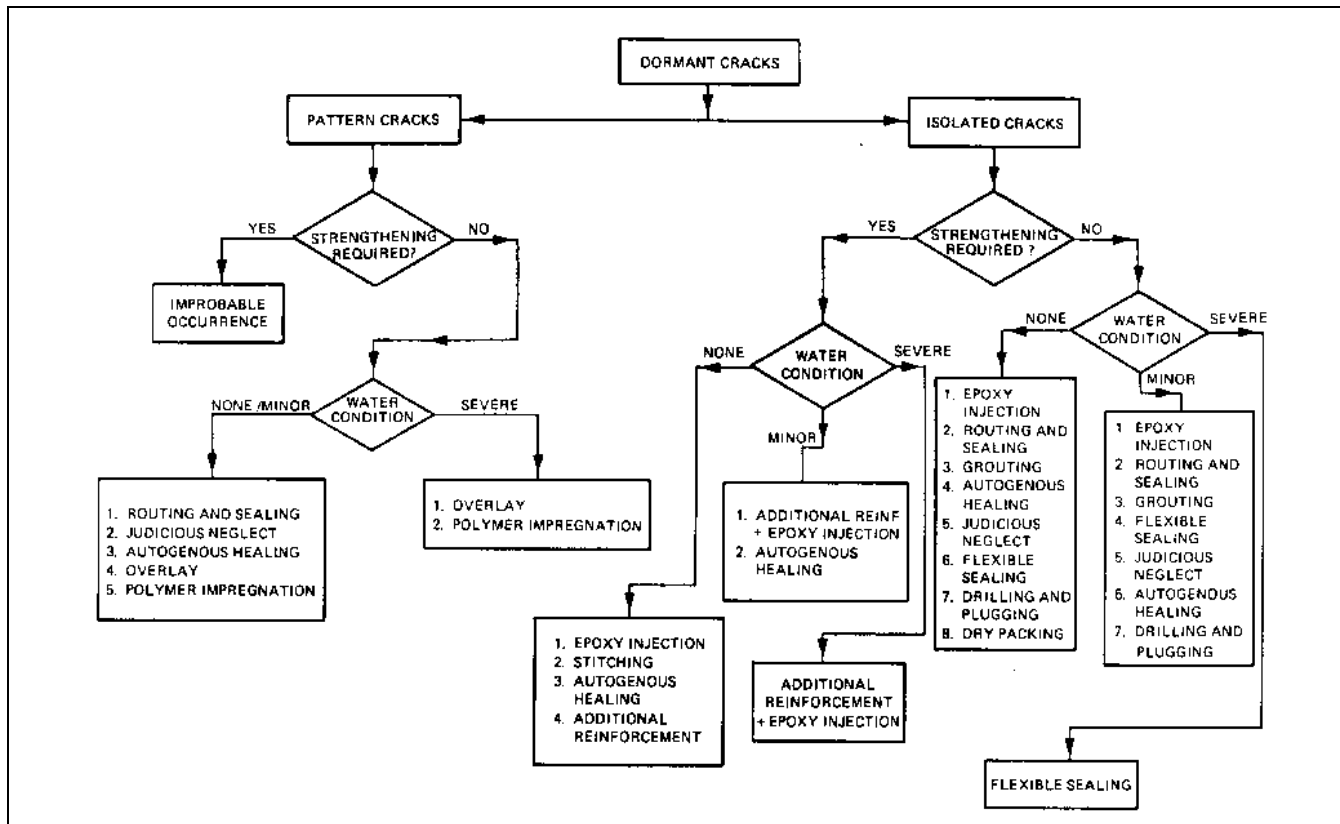 DORMANT CRACKS
PATTERN CRACKS
ISOLATED CRACKS
YES
STRENGTHENING
REQUIRED?
NO
IMPROBABLE
OCCURRENCE
NONE/MINOR
WATER
CONDITION
SEVERE
1. ROUTING AND SEALING
2. JUDICIOUS NEGLECT
3. AUTOGENOUS HEALING
4. OVERLAY
5. POLYMER IMPREGNATION
1. OVERLAY
2. POLYMER IMPREGNATION
YES
STRENGTHENING
REQUIRED ?
NO
NONE
WATER
CONDITION
SEVERE
MINOR
1. EPOXY INJECTION
2. STITCHING
3. AUTOGENOUS
HEALING
4. ADDITIONAL
REINFORCEMENT
1. ADDITIONAL REINF
+ EPOXY INJECTION
2. AUTOGENOUS
HEALING
ADDITIONAL
REINFORCEMENT
+ EPOXY INJECTION
NONE
WATER
CONDITION
SEVERE
MINOR
1. EPOXY
INJECTION
2. ROUTING AND
SEALING
3. GROUTING
4. AUTOGENOUS
HEALING
5. JUDICIOUS
NEGLECT
6. FLEXIBLE
SEALING
7. DRILLING AND
PLUGGING
8. DRY PACKING
1 EPOXY
INJECTION
2 ROUTING AND
SEALING
3. GROUTING
4 FLEXIBLE
SEALING
5. JUDICIOUS
NEGLECT
6. AUTOGENOUS
HEALING
7. DRILLING AND
PLUGGING
FLEXIBLE SEALING